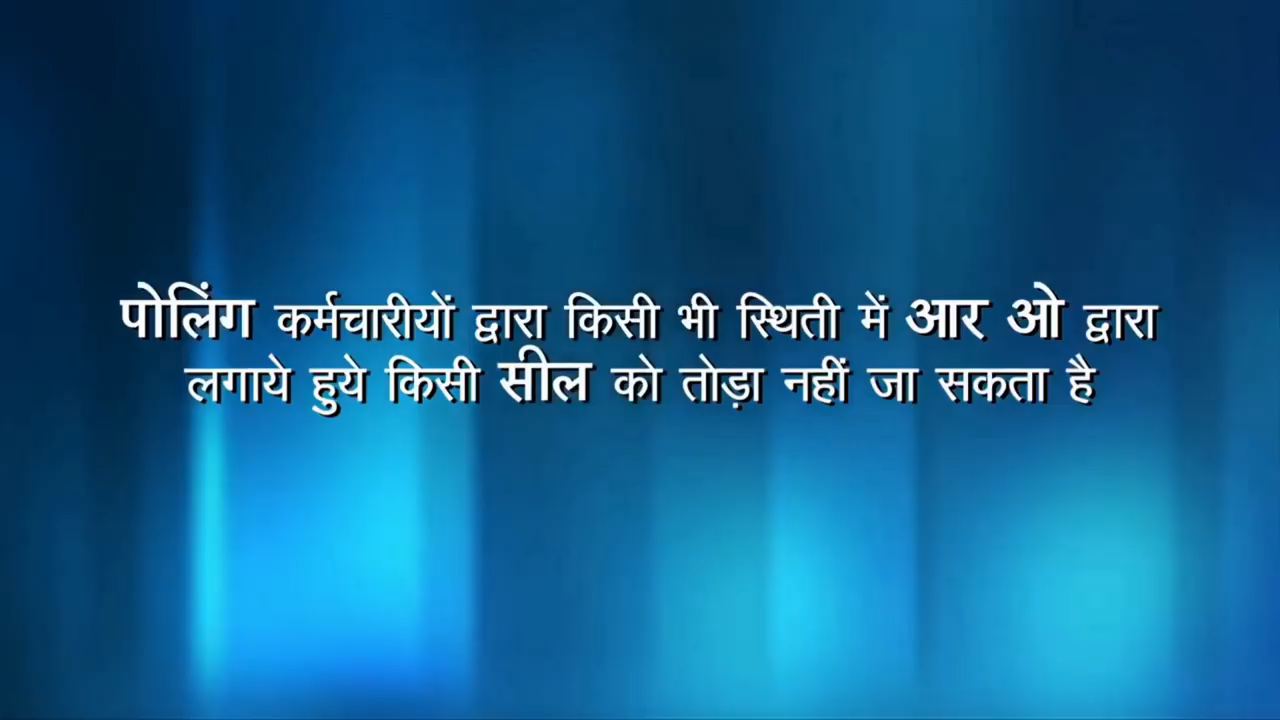 पोलिंग कर्मचारीयों द्वारा किसी भी स्थिती में आर ओ द्वारा
लगाये हुये किसी सील को तोड़ा नहीं जा सकता है